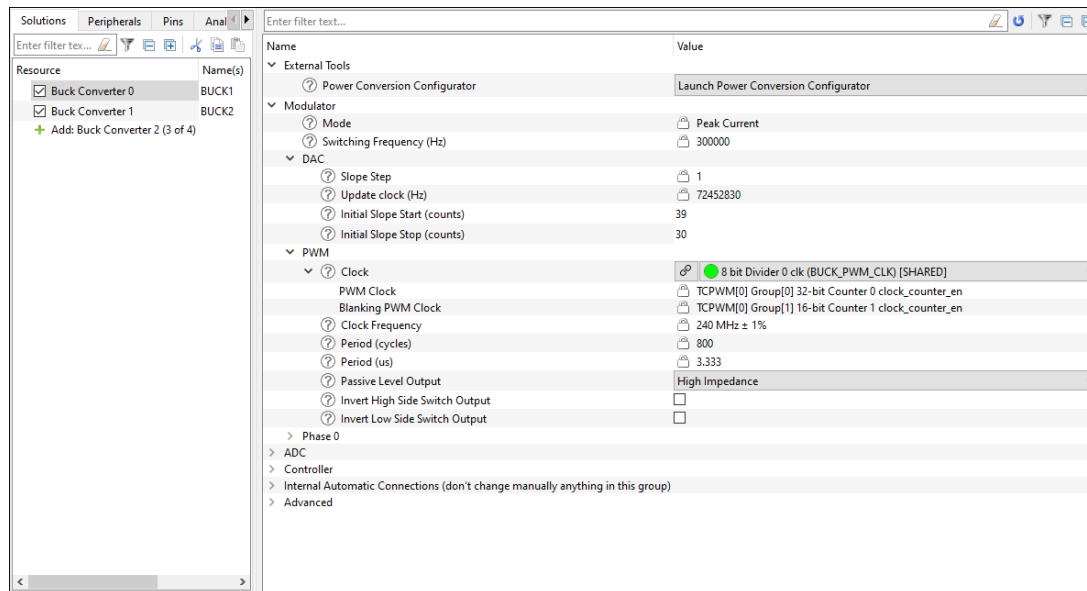 Solutions Peripherals Pins Anal
Enter filter tex...
Resource Name(s)
Buck Converter 0 BUCK1
Buck Converter 1 BUCK2
Add: Buck Converter 2 (3 of 4)
Enter filter text...
Name Value
External Tools
Power Conversion Configurator Launch Power Conversion Configurator
Modulator
Mode Peak Current
Switching Frequency (Hz) 300000
DAC
Slope Step 1
Update clock (Hz) 72452830
Initial Slope Start (counts) 39
Initial Slope Stop (counts) 30
PWM
Clock 8 bit Divider 0 clk (BUCK_PWM_CLK) [SHARED]
PWM Clock TCPWM[0] Group[0] 32-bit Counter 0 clock_counter_en
Blanking PWM Clock TCPWM[0] Group[1] 16-bit Counter 1 clock_counter_en
Clock Frequency 240 MHz ± 1%
Period (cycles) 800
Period (us) 3.333
Passive Level Output High Impedance
Invert High Side Switch Output
Invert Low Side Switch Output
Phase 0
ADC
Controller
Internal Automatic Connections (don't change manually anything in this group)
Advanced